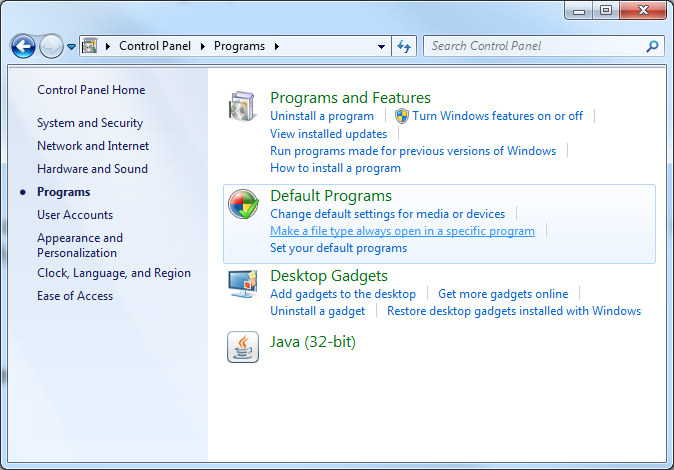 Control Panel Programs
Search Control Panel
Control Panel Home
System and Security
Network and Internet
Hardware and Sound
Programs
User Accounts
Appearance and
Personalization
Clock, Language, and Region
Ease of Access
Programs and Features
Uninstall a program Turn Windows features on or off
View installed updates
Run programs made for previous versions of Windows
How to install a program
Default Programs
Change default settings for media or devices
Make a file type always open in a specific program
Set your default programs
Desktop Gadgets
Add gadgets to the desktop Get more gadgets online
Uninstall a gadget Restore desktop gadgets installed with Windows
Java (32-bit)